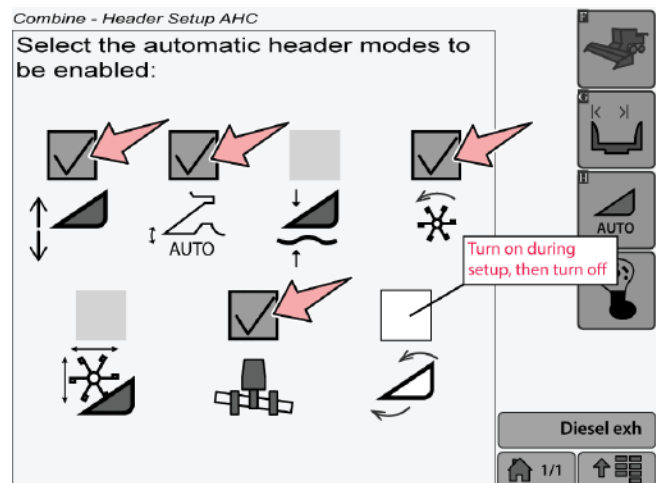 Combine - Header Setup AHC
Select the automatic header modes to
be enabled:
F
G
H
AUTO
AUTO
Turn on during
setup, then turn off
Diesel exh
1/1